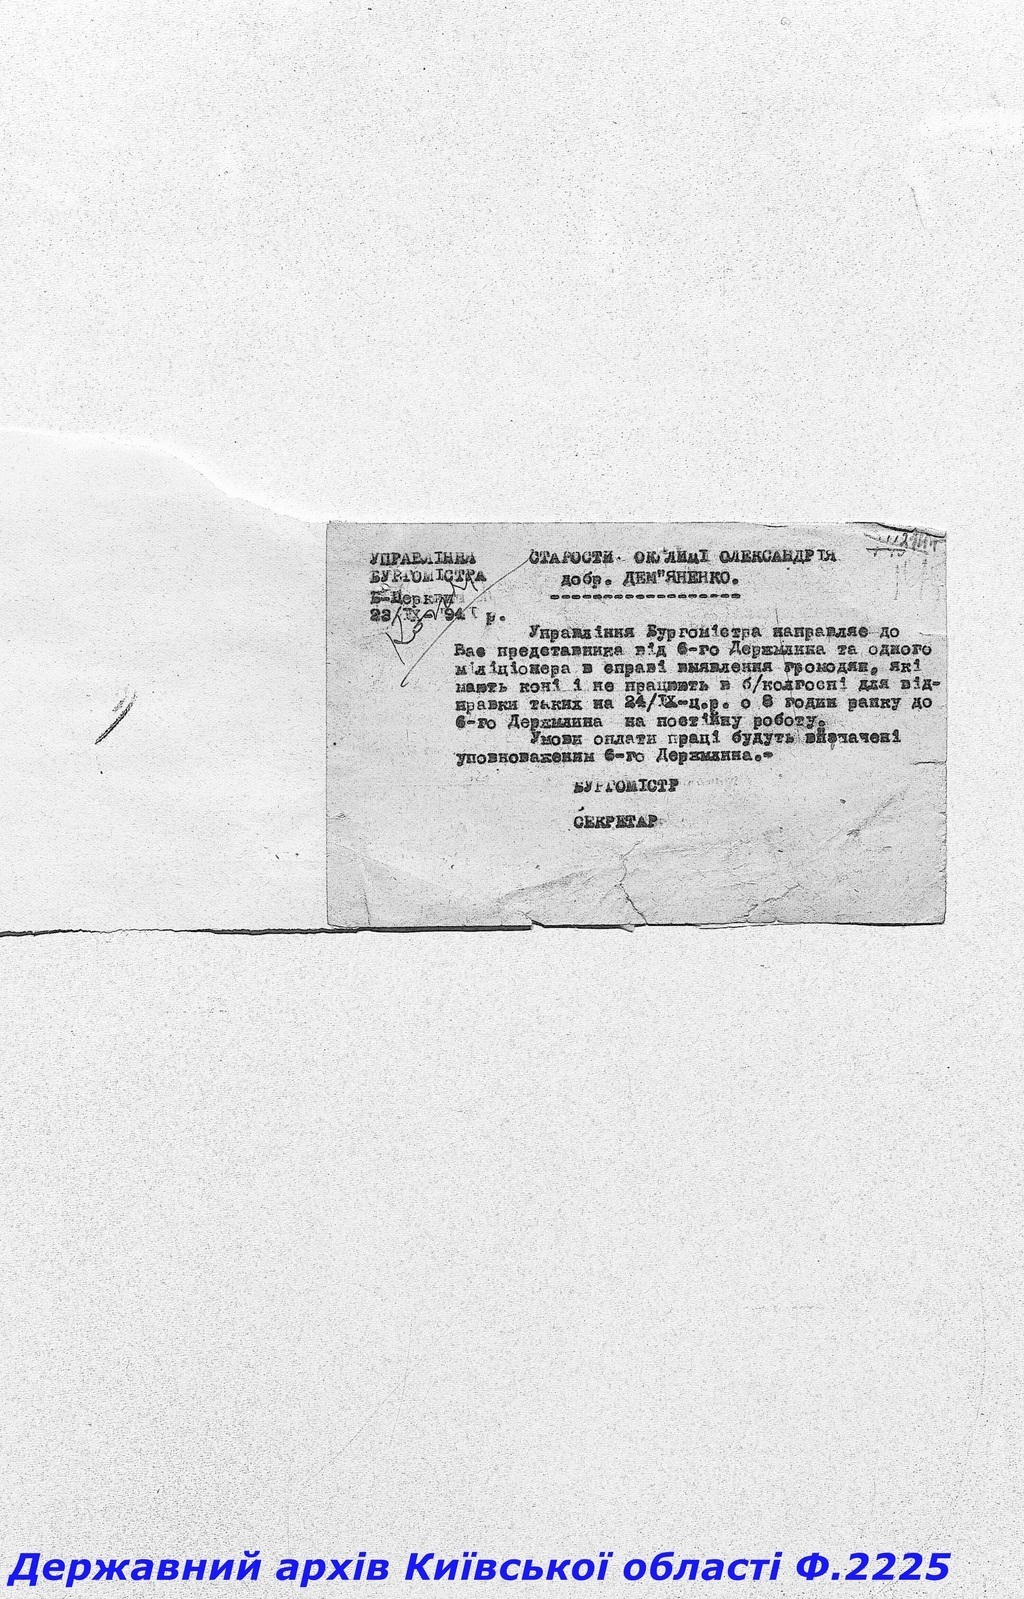 УПРАВЛІННЯ
БУРГОМІСТРА
Б-Церква
23/IX-1941 р.
СТАРОСТИ ОКОЛИЦІ ОЛЕКСАНДРІЯ
добр. ДЕМ"ЯНЕНКО.
-----------------
Управління Бургомістра направляє до
Вас представника від 6-го Держмлина та одного
міліціонера в справі выявлення громодян, які
мають коні і не працюють в б/колгоспі для від-
правки таких на 24/IX-ц.р. о 8 годин ранку до
6-го Держмлина на постійну роботу.
Умови оплати праці будуть визначені
уповноваженим 6-го Держмлина.-
БУРГОМІСТР
СЕКРЕТАР
Державний архів Київської області Ф.2225